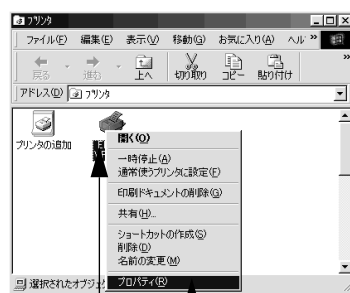 プリンタ
ファイル(F) 編集(E) 表示(V) 移動(G) お気に入り(A) ヘル »
戻る 進む 上へ 切り取り コピー 貼り付け »
アドレス(D) プリンタ
プリンタの追加
開く(O)
一時停止(A)
通常使うプリンタに設定(F)
印刷ドキュメントの削除(G)
共有(H)...
ショートカットの作成(S)
削除(D)
名前の変更(M)
プロパティ(R)
選択されたオブジェ